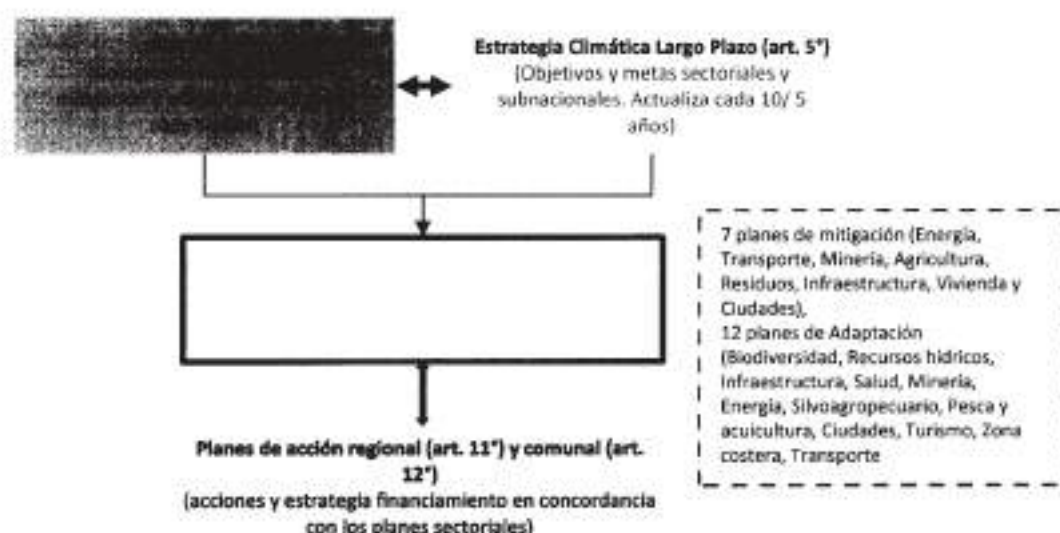 Estrategia Climática Largo Plazo (art. 5°)
(Objetivos y metas sectoriales y
subnacionales. Actualiza cada 10/ 5
años)
7 planes de mitigación (Energía,
Transporte, Minería, Agricultura,
Residuos, Infraestructura, Vivienda y
Ciudades),
12 planes de Adaptación
(Biodiversidad, Recursos hídricos,
Infraestructura, Salud, Minería,
Energía, Silvoagropecuario, Pesca y
acuicultura, Ciudades, Turismo, Zona
costera, Transporte
Planes de acción regional (art. 11°) y comunal (art.
12°)
(acciones y estrategia financiamiento en concordancia
con los planes sectoriales)